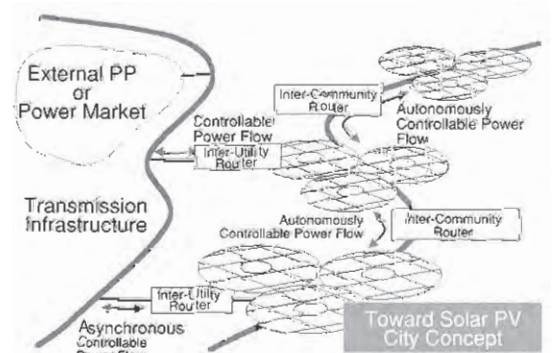 External PP
or
Power Market
Inter-Community
Router
Autonomously
Controllable Power
Flow
Controllable
Power Flow
Inter-Utility
Router
Transmission
Infrastructure
Autonomously
Controllable Power Flow
Inter-Community
Router
Inter-Utilty
Router
Asynchronous
Controllable
Power Flow
Toward Solar PV
City Concept